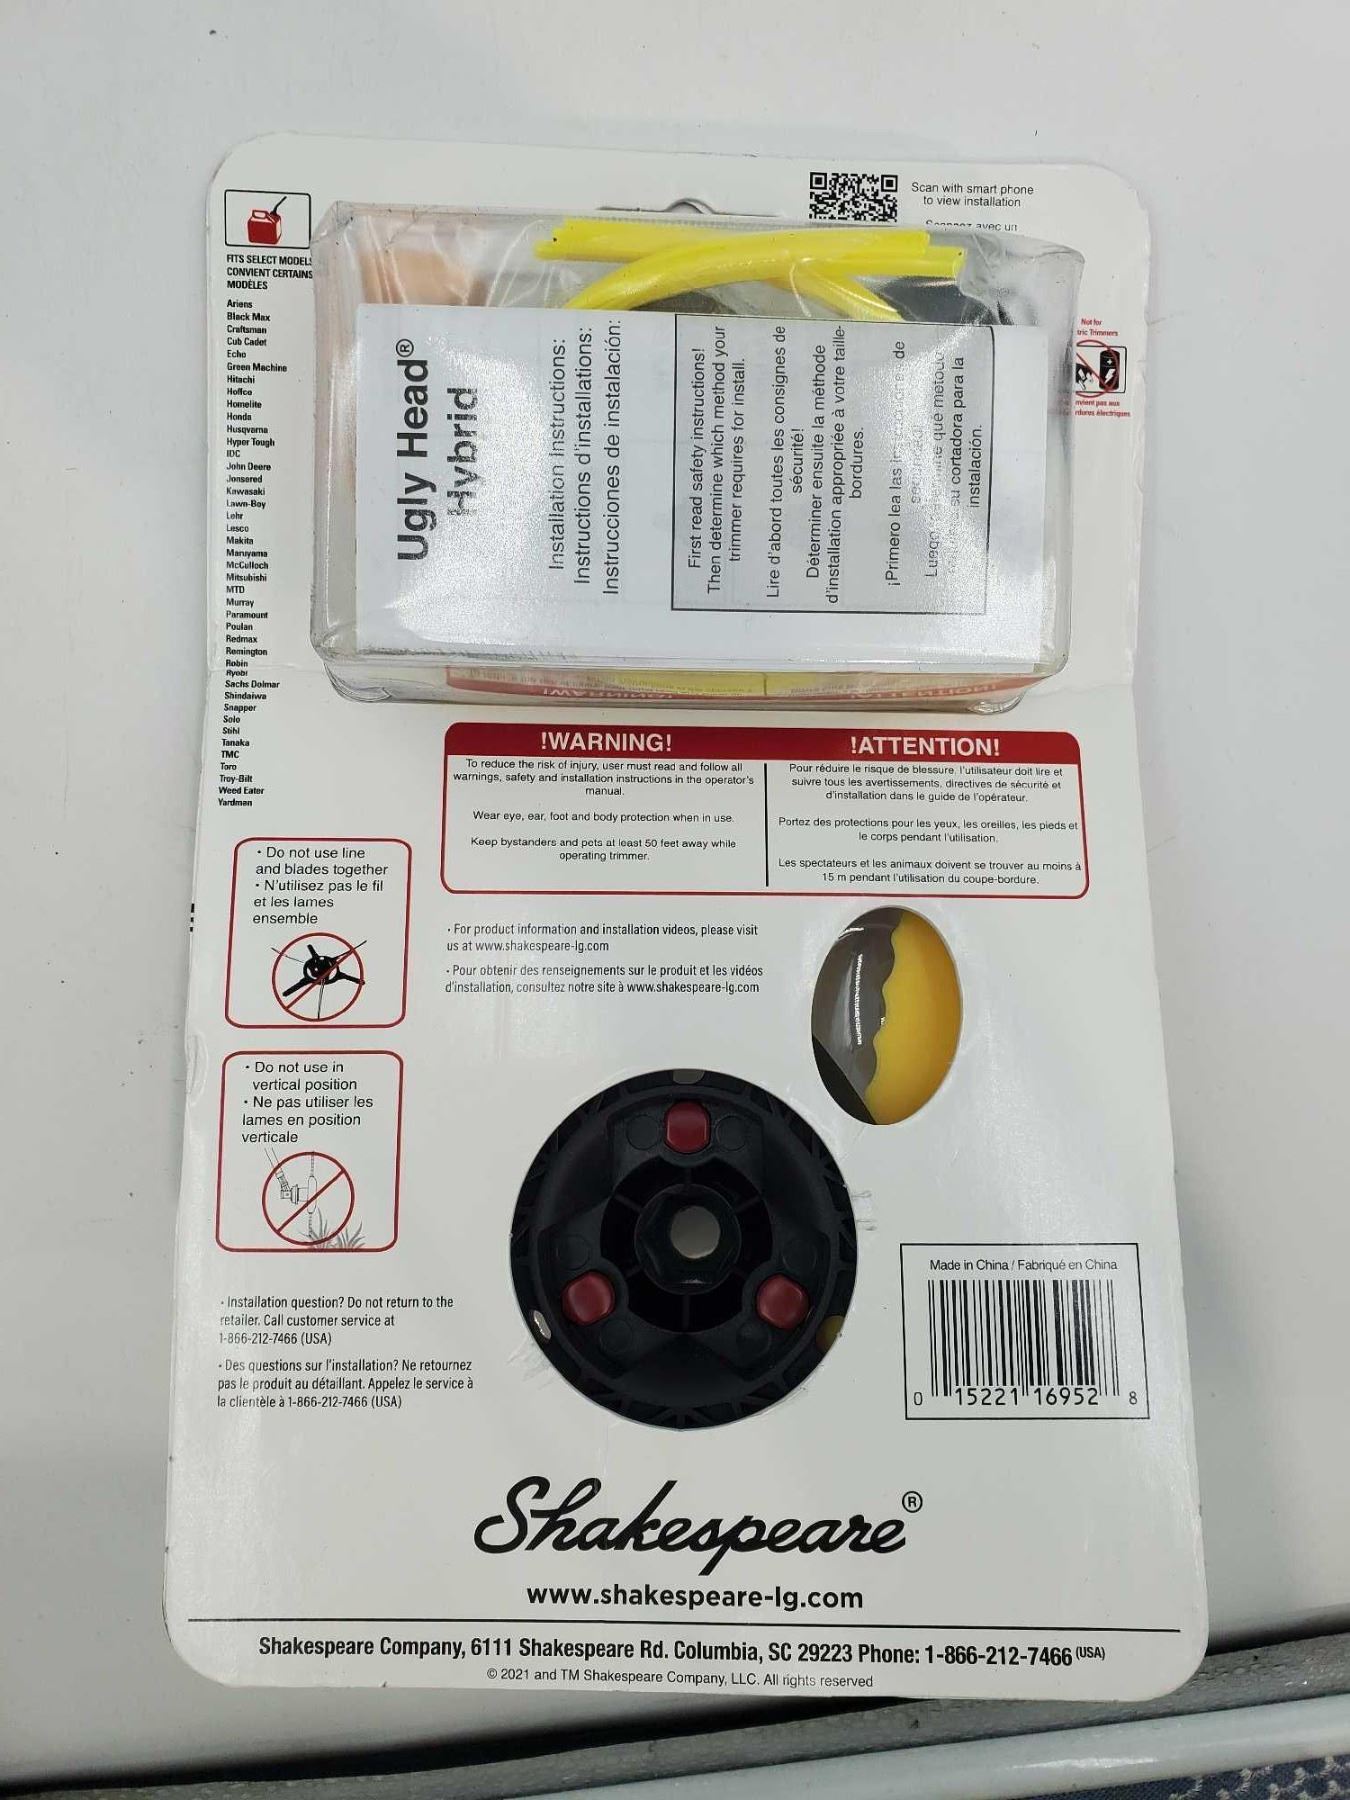 Scan with smart phone
to view installation
Scannez avec un
FITS SELECT MODELS
CONVIENT CERTAINS
MODÈLES
Ariens
Black Max
Craftsman
Cub Cadet
Echo
Green Machine
Hitachi
Hoffco
Homelite
Honda
Husqvarna
Hyper Tough
IDC
John Deere
Jonsered
Kawasaki
Lawn-Boy
Lehr
Lesco
Makita
Maruyama
McCulloch
Mitsubishi
MTD
Murray
Paramount
Poulan
Redmax
Remington
Robin
Ryobi
Sachs Dolmar
Shindaiwa
Snapper
Solo
Stihl
Tanaka
TMC
Toro
Troy-Bilt
Weed Eater
Yardman
Ugly Head®
Hybrid
Installation Instructions:
Instructions d'installations:
Instrucciones de instalación:
First read safety instructions!
Then determine which method your
trimmer requires for install.
Lire d'abord toutes les consignes de
sécurité!
Déterminer ensuite la méthode
d'installation appropriée à votre taille-
bordures.
¡Primero lea las de
que método
su cortadora para la
instalación.
Not for
Trimmers
pas aux
électriques
!WARNING!
To reduce the risk of injury, user must read and follow all
warnings, safety and installation instructions in the operator's
manual.
Wear eye, ear, foot and body protection when in use.
Keep bystanders and pets at least 50 feet away while
operating trimmer.
!ATTENTION!
Pour réduire le risque de blessure, l'utilisateur doit lire et
suivre tous les avertissements, directives de sécurité et
d'installation dans le guide de l'opérateur.
Portez des protections pour les yeux, les oreilles, les pieds et
le corps pendant l'utilisation.
Les spectateurs et les animaux doivent se trouver au moins à
15 m pendant l'utilisation du coupe-bordure.
• Do not use line
and blades together
• N'utilisez pas le fil
et les lames
ensemble
• For product information and installation videos, please visit
us at www.shakespeare-lg.com
• Pour obtenir des renseignements sur le produit et les vidéos
d'installation, consultez notre site à www.shakespeare-lg.com
• Do not use in
vertical position
• Ne pas utiliser les
lames en position
verticale
• Installation question? Do not return to the
retailer. Call customer service at
1-866-212-7466 (USA)
• Des questions sur l'installation? Ne retournez
pas le produit au détaillant. Appelez le service à
la clientèle à 1-866-212-7466 (USA)
Made in China / Fabriqué en China
0 15221 16952 8
Shakespeare®
www.shakespeare-lg.com
Shakespeare Company, 6111 Shakespeare Rd. Columbia, SC 29223 Phone: 1-866-212-7466 (USA)
© 2021 and TM Shakespeare Company, LLC. All rights reserved